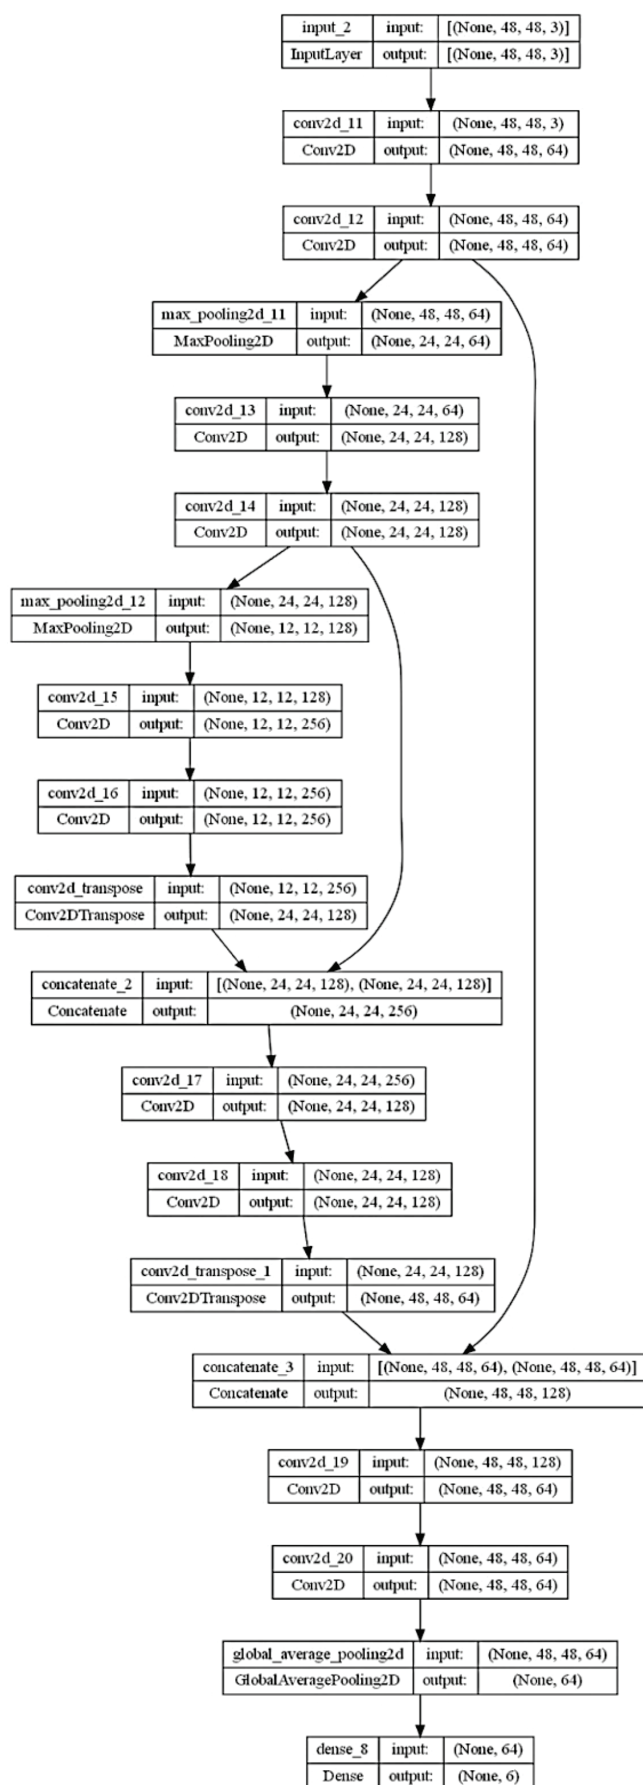 input_2 input: [(None, 48, 48, 3)]
InputLayer output: [(None, 48, 48, 3)]
conv2d_11 input: (None, 48, 48, 3)
Conv2D output: (None, 48, 48, 64)
conv2d_12 input: (None, 48, 48, 64)
Conv2D output: (None, 48, 48, 64)
max_pooling2d_11 input: (None, 48, 48, 64)
MaxPooling2D output: (None, 24, 24, 64)
conv2d_13 input: (None, 24, 24, 64)
Conv2D output: (None, 24, 24, 128)
conv2d_14 input: (None, 24, 24, 128)
Conv2D output: (None, 24, 24, 128)
max_pooling2d_12 input: (None, 24, 24, 128)
MaxPooling2D output: (None, 12, 12, 128)
conv2d_15 input: (None, 12, 12, 128)
Conv2D output: (None, 12, 12, 256)
conv2d_16 input: (None, 12, 12, 256)
Conv2D output: (None, 12, 12, 256)
conv2d_transpose input: (None, 12, 12, 256)
Conv2DTranspose output: (None, 24, 24, 128)
concatenate_2 input: [(None, 24, 24, 128), (None, 24, 24, 128)]
Concatenate output: (None, 24, 24, 256)
conv2d_17 input: (None, 24, 24, 256)
Conv2D output: (None, 24, 24, 128)
conv2d_18 input: (None, 24, 24, 128)
Conv2D output: (None, 24, 24, 128)
conv2d_transpose_1 input: (None, 24, 24, 128)
Conv2DTranspose output: (None, 48, 48, 64)
concatenate_3 input: [(None, 48, 48, 64), (None, 48, 48, 64)]
Concatenate output: (None, 48, 48, 128)
conv2d_19 input: (None, 48, 48, 128)
Conv2D output: (None, 48, 48, 64)
conv2d_20 input: (None, 48, 48, 64)
Conv2D output: (None, 48, 48, 64)
global_average_pooling2d input: (None, 48, 48, 64)
GlobalAveragePooling2D output: (None, 64)
dense_8 input: (None, 64)
Dense output: (None, 6)